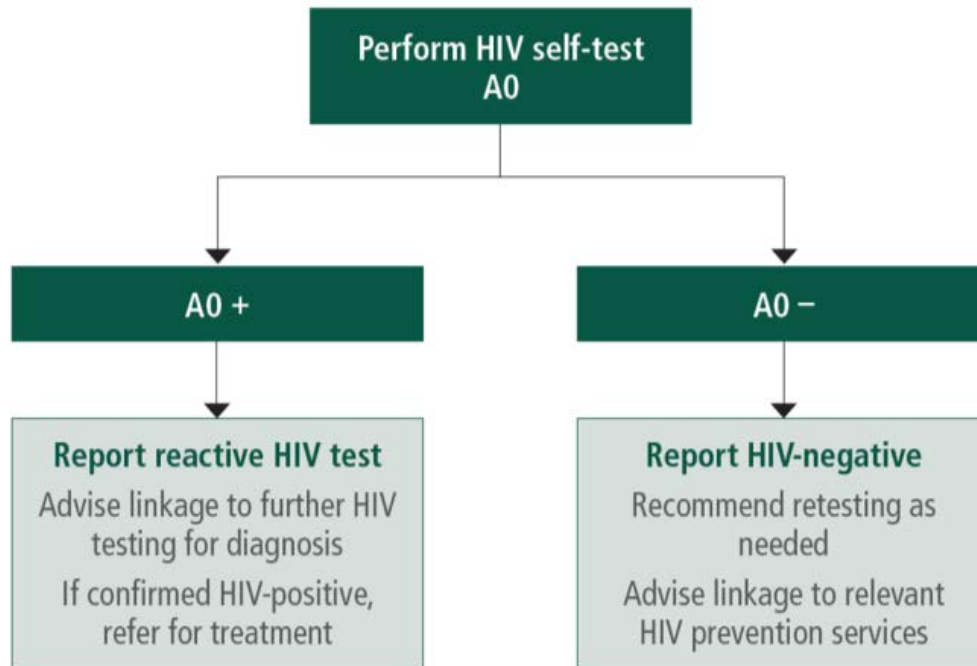 Perform HIV self-test
A0
A0 +
A0 –
Report reactive HIV test
Advise linkage to further HIV
testing for diagnosis
If confirmed HIV-positive,
refer for treatment
Report HIV-negative
Recommend retesting as
needed
Advise linkage to relevant
HIV prevention services